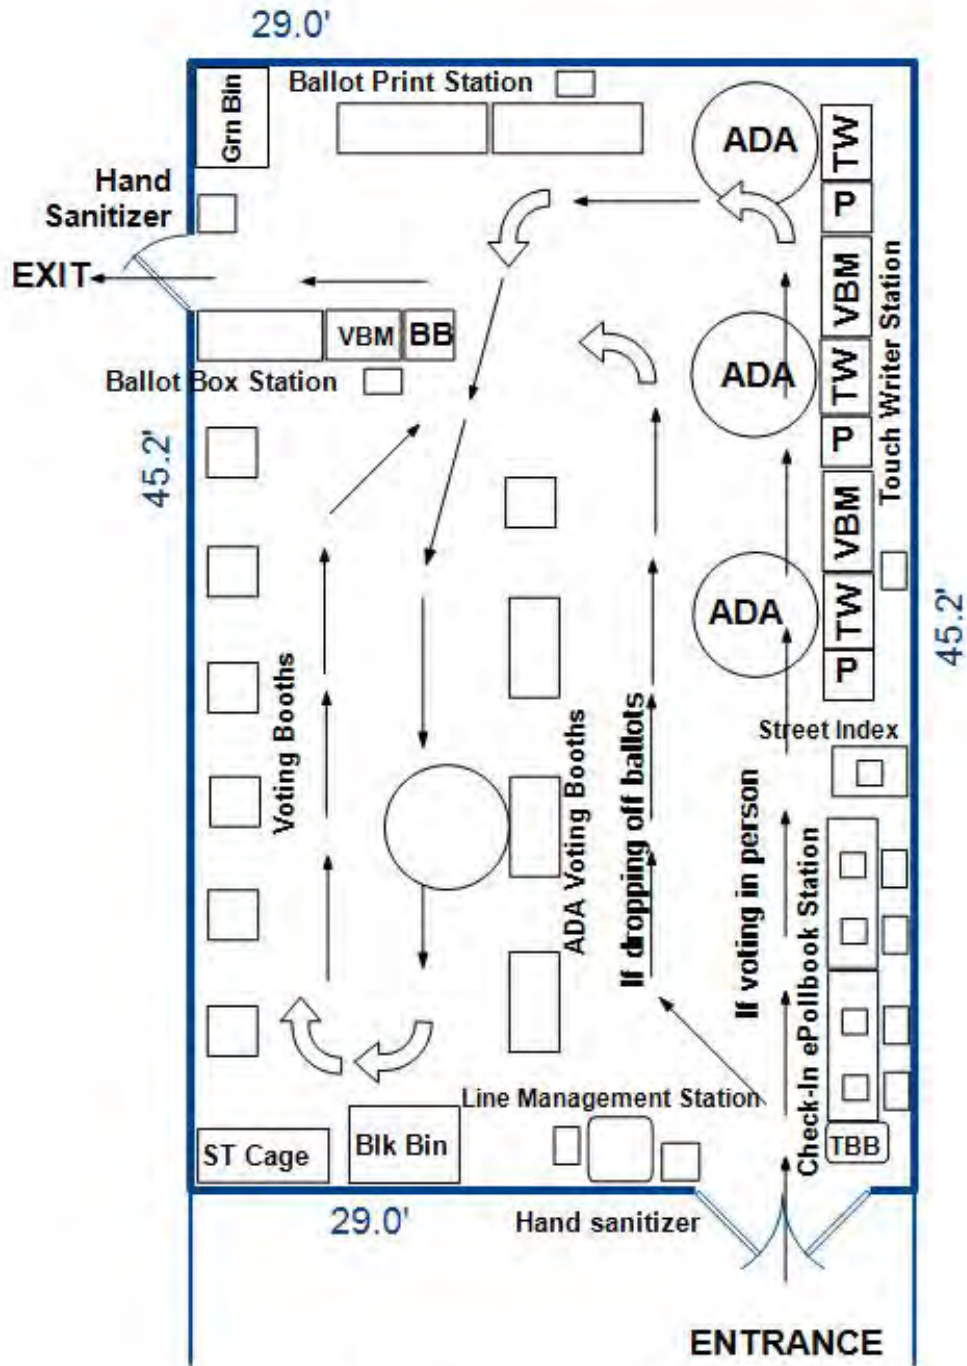 29.0'
Grn Bin
Ballot Print Station
ADA
TW
P
Hand
Sanitizer
EXIT
VBM
BB
VBM
TW
P
Touch Writer Station
ADA
Ballot Box Station
45.2'
VBM
TW
P
ADA
45.2'
Voting Booths
ADA Voting Booths
If dropping off ballots
If voting in person
Street Index
Check-In ePollbook Station
Line Management Station
TBB
ST Cage
Blk Bin
29.0'
Hand sanitizer
ENTRANCE